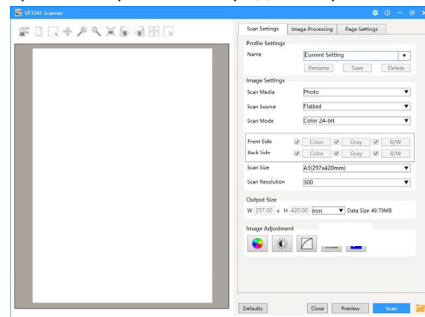 VF3241 Scanner
Scan Settings Image Processing Page Settings
Profile Settings
Name Current Setting
Rename Save Delete
Image Settings
Scan Media Photo
Scan Source Flatbed
Scan Mode Color 24-bit
Front Side Color Gray B/W
Back Side Color Gray B/W
Scan Size A3(297x420mm)
Scan Resolution 300
Output Size
W 297.00 x H 420.00 mm Data Size 49.79MB
Image Adjustment
Defaults Close Preview Scan